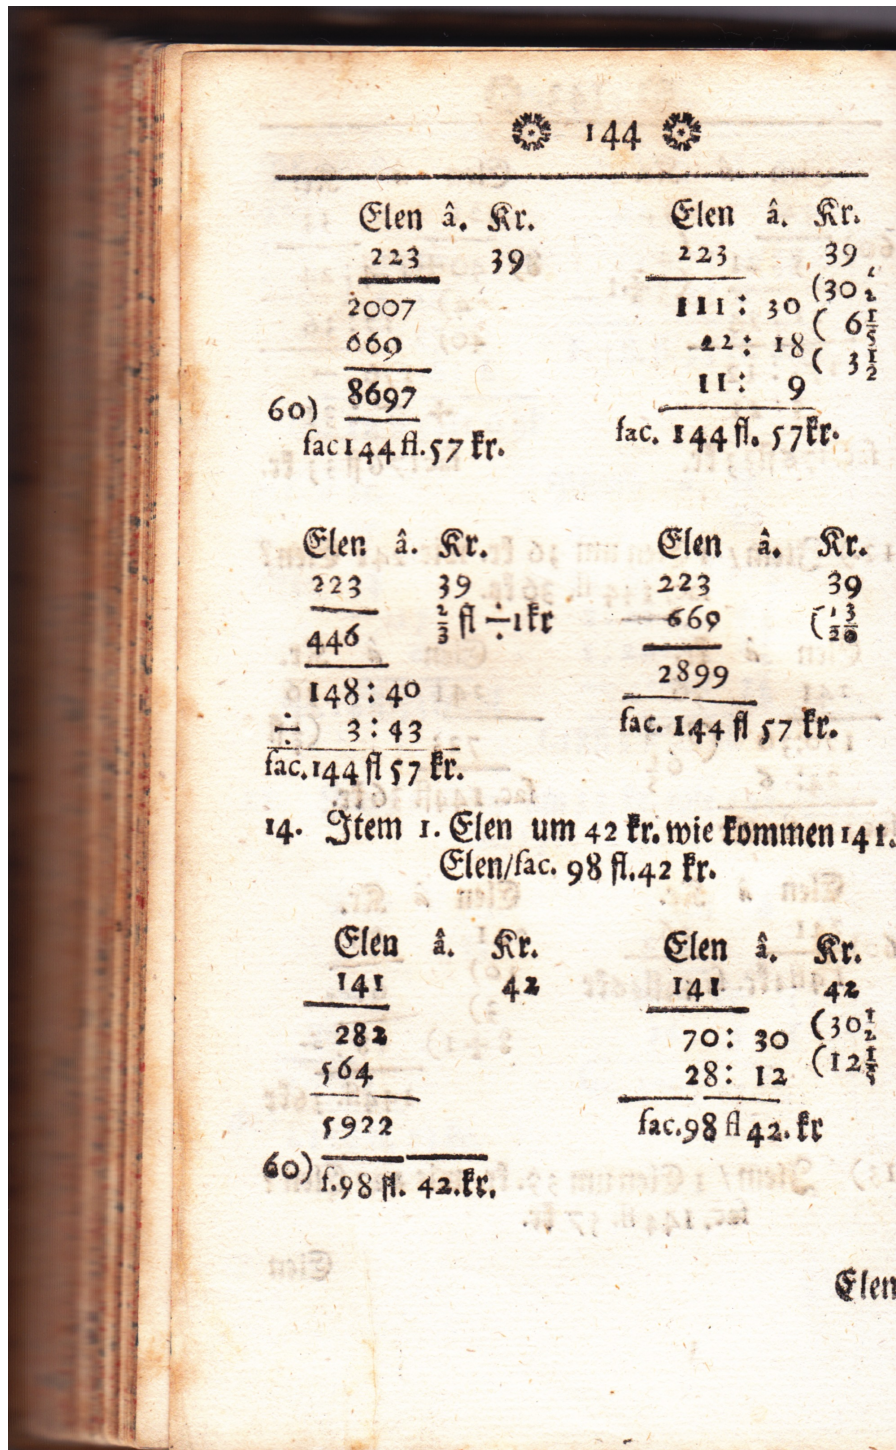 144
Elen â. Kr.
223 39
2007
669
60) 8697
fac 144 fl. 57 kr.
Elen â. Kr.
223 39
111: 30 (30 1/2
22: 18 ( 6 1/5
11: 9 ( 3 1/2
fac. 144 fl. 57 kr.
Elen â. Kr.
223 39
446 2/3 fl ÷ 1 kr
148: 40
÷ 3: 43
fac. 144 fl 57 kr.
Elen â. Kr.
223 39
669 (1/2 3/0
2899
fac. 144 fl 57 kr.
14. Item 1. Elen um 42 kr. wie kommen 141.
Elen/fac. 98 fl. 42 kr.
Elen â. Kr.
141 42
282
564
5922
60) f. 98 fl. 42. kr.
Elen â. Kr.
141 42
70: 30 (30 1/2
28: 12 (12 1/5
fac. 98 fl 42. kr
Elen